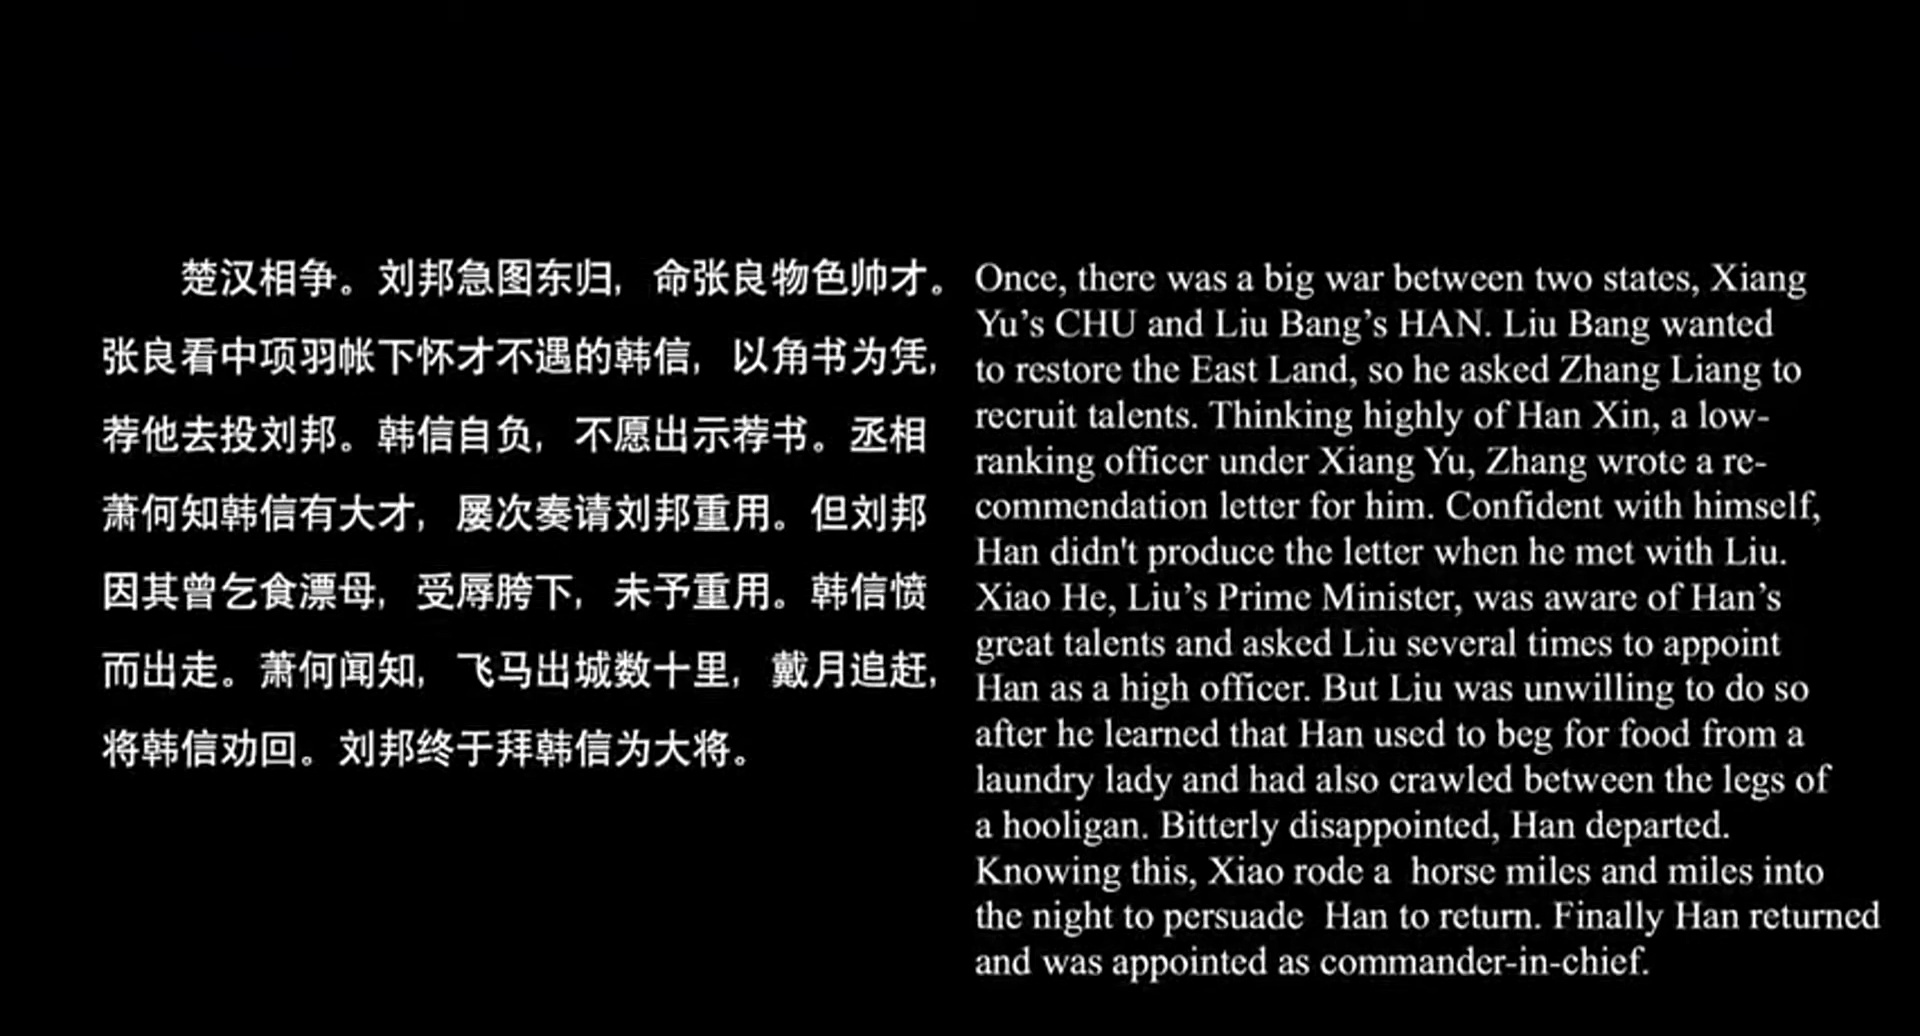 楚汉相争。刘邦急图东归，命张良物色帅才。
张良看中项羽帐下怀才不遇的韩信，以角书为凭，
荐他去投刘邦。韩信自负，不愿出示荐书。丞相
萧何知韩信有大才，屡次奏请刘邦重用。但刘邦
因其曾乞食漂母，受辱胯下，未予重用。韩信愤
而出走。萧何闻知，飞马出城数十里，戴月追赶，
将韩信劝回。刘邦终于拜韩信为大将。
Once, there was a big war between two states, Xiang
Yu’s CHU and Liu Bang’s HAN. Liu Bang wanted
to restore the East Land, so he asked Zhang Liang to
recruit talents. Thinking highly of Han Xin, a low-
ranking officer under Xiang Yu, Zhang wrote a re-
commendation letter for him. Confident with himself,
Han didn't produce the letter when he met with Liu.
Xiao He, Liu’s Prime Minister, was aware of Han’s
great talents and asked Liu several times to appoint
Han as a high officer. But Liu was unwilling to do so
after he learned that Han used to beg for food from a
laundry lady and had also crawled between the legs of
a hooligan. Bitterly disappointed, Han departed.
Knowing this, Xiao rode a  horse miles and miles into
the night to persuade  Han to return. Finally Han returned
and was appointed as commander-in-chief.